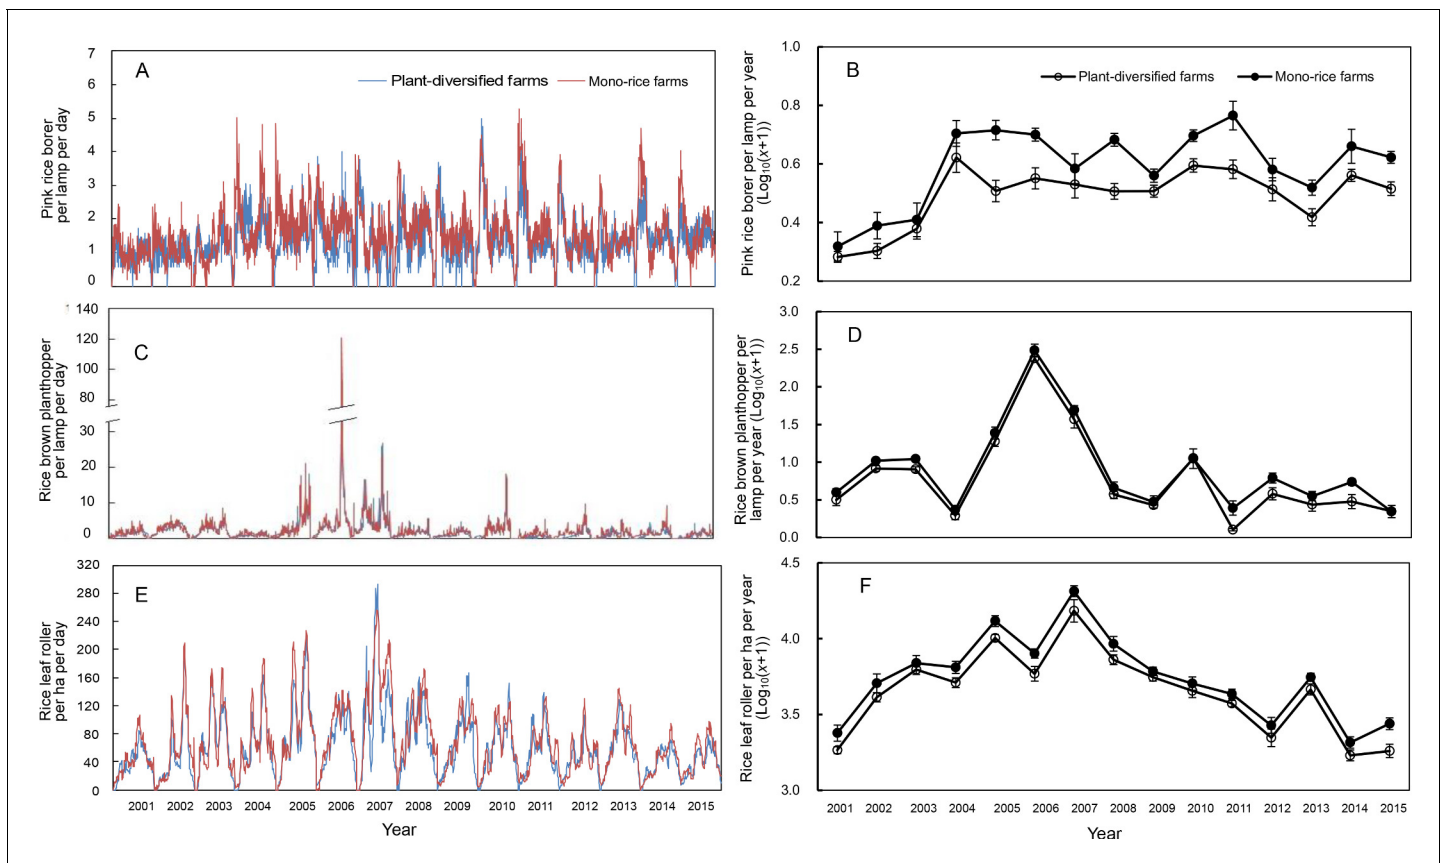 A
Plant-diversified farms
Mono-rice farms
7
6
5
4
3
2
1
0
Pink rice borer
per lamp per day
B
Plant-diversified farms
Mono-rice farms
1.0
0.8
0.6
0.4
0.2
Pink rice borer per lamp per year
(Log₁₀(x+1))
C
140
120
100
80
30
20
10
0
Rice brown planthopper
per lamp per day
D
3.0
2.5
2.0
1.5
1.0
0.5
0.0
Rice brown planthopper per
lamp per year (Log₁₀(x+1))
E
320
280
240
200
160
120
80
40
0
Rice leaf roller
per ha per day
2001 2002 2003 2004 2005 2006 2007 2008 2009 2010 2011 2012 2013 2014 2015
Year
F
4.5
4.0
3.5
3.0
Rice leaf roller per ha per year
(Log₁₀(x+1))
2001 2002 2003 2004 2005 2006 2007 2008 2009 2010 2011 2012 2013 2014 2015
Year